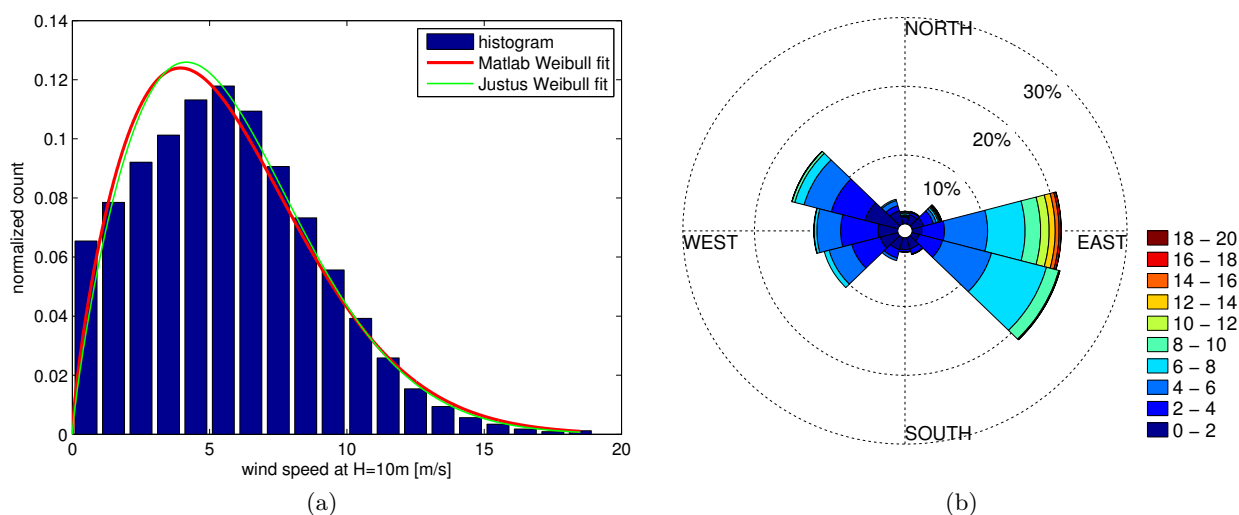 0.14
0.12
0.1
0.08
0.06
0.04
0.02
0
normalized count
histogram
Matlab Weibull fit
Justus Weibull fit
0 5 10 15 20
wind speed at H=10m [m/s]
(a)
NORTH
30%
20%
10%
WEST
EAST
SOUTH
18 – 20
16 – 18
14 – 16
12 – 14
10 – 12
8 – 10
6 – 8
4 – 6
2 – 4
0 – 2
(b)